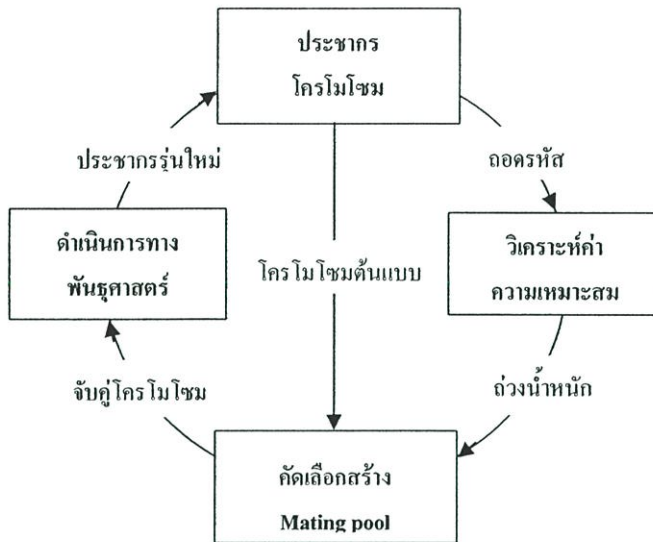 ประชากร
โครโมโซม
ประชากรรุ่นใหม่
ถอดรหัส
ดำเนินการทาง
พันธุศาสตร์
โครโมโซมต้นแบบ
วิเคราะห์ค่า
ความเหมาะสม
จับคู่โครโมโซม
ถ่วงน้ำหนัก
คัดเลือกสร้าง
Mating pool